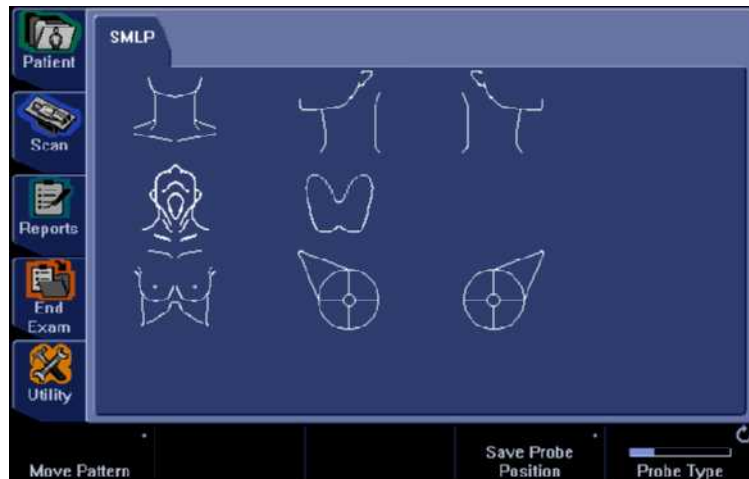 SMLP
Patient
Scan
Reports
End
Exam
Utility
Move Pattern
Save Probe
Position
Probe Type